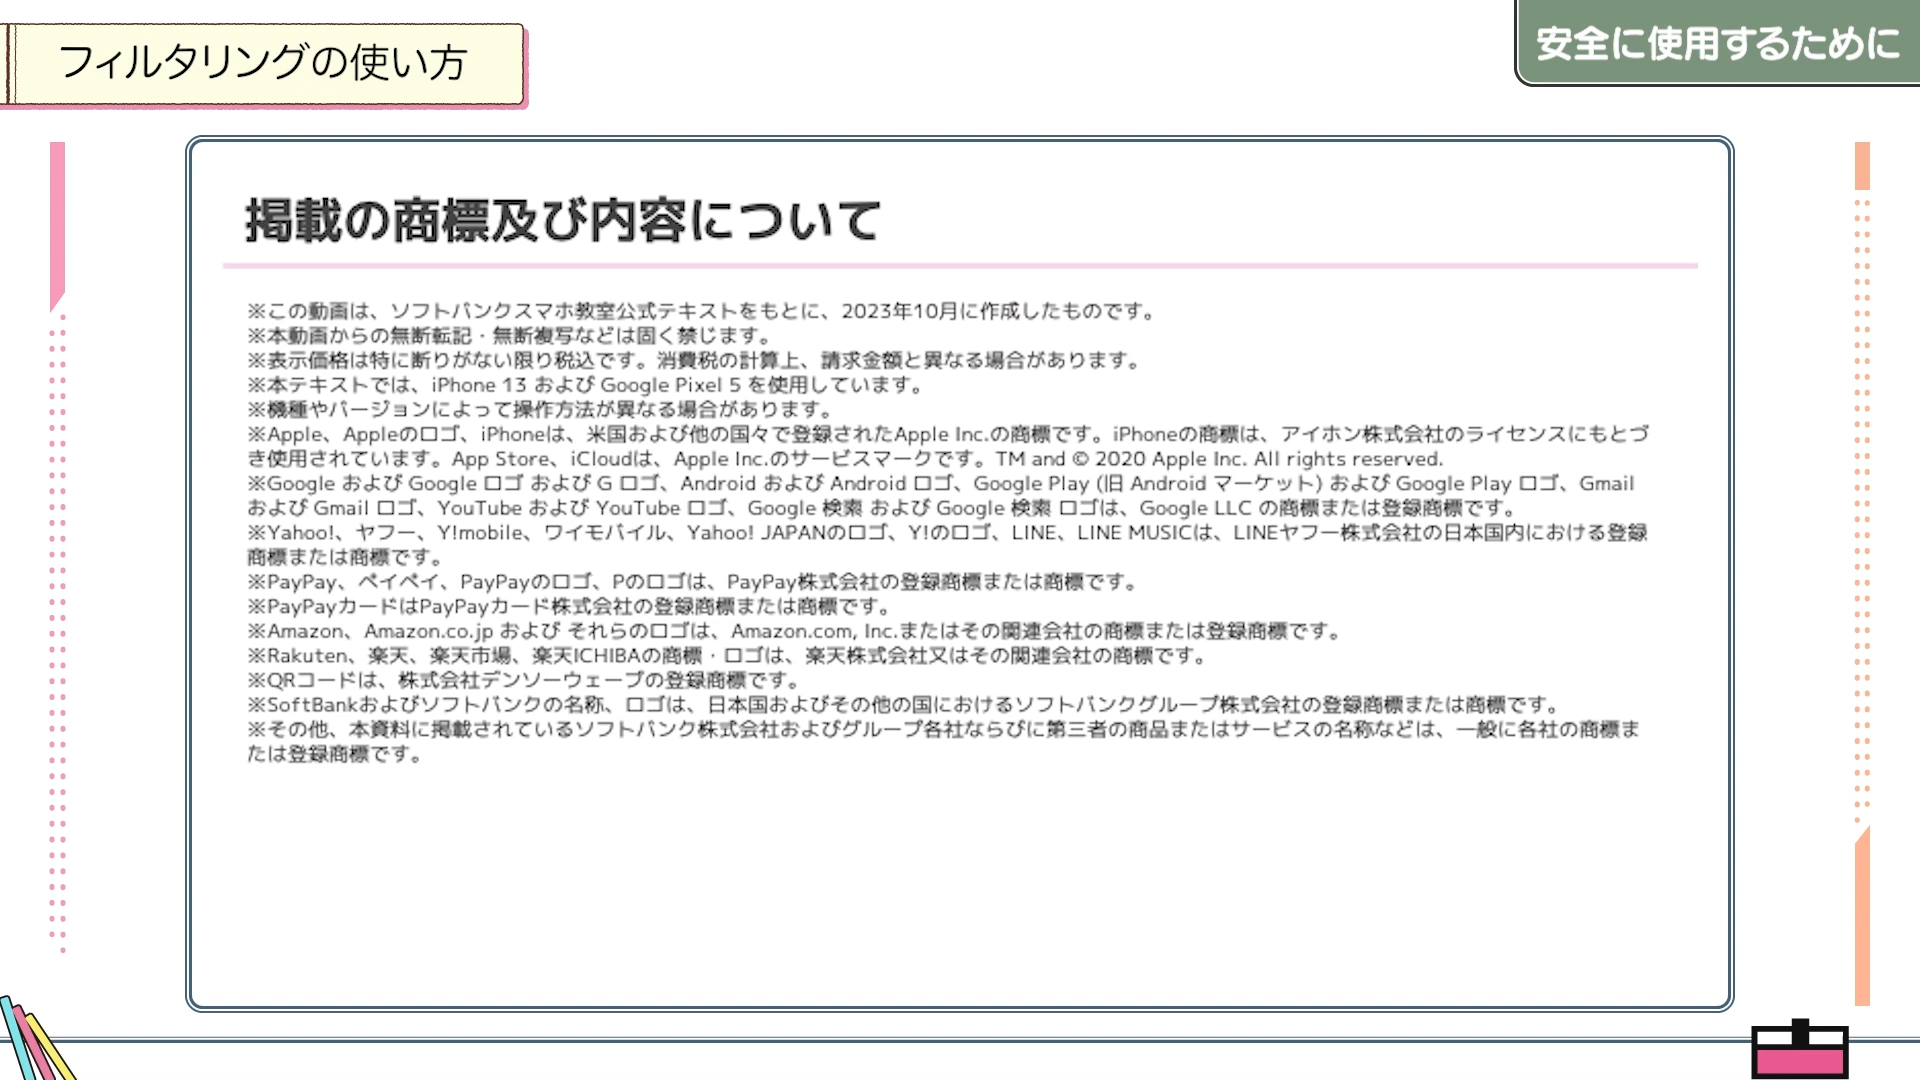 フィルタリングの使い方
安全に使用するために
掲載の商標及び内容について
※この動画は、ソフトバンクスマホ教室公式テキストをもとに、2023年10月に作成したものです。
※本動画からの無断転記・無断複写などは固く禁じます。
※表示価格は特に断りがない限り税込です。消費税の計算上、請求金額と異なる場合があります。
※本テキストでは、iPhone 13 および Google Pixel 5 を使用しています。
※機種やバージョンによって操作方法が異なる場合があります。
※Apple、Appleのロゴ、iPhoneは、米国および他の国々で登録されたApple Inc.の商標です。iPhoneの商標は、アイホン株式会社のライセンスにもとづ
き使用されています。App Store、iCloudは、Apple Inc.のサービスマークです。TM and © 2020 Apple Inc. All rights reserved.
※Google および Google ロゴ および G ロゴ、Android および Android ロゴ、Google Play (旧 Android マーケット) および Google Play ロゴ、Gmail
および Gmail ロゴ、YouTube および YouTube ロゴ、Google 検索 および Google 検索 ロゴは、Google LLC の商標または登録商標です。
※Yahoo!、ヤフー、Y!mobile、ワイモバイル、Yahoo! JAPANのロゴ、Y!のロゴ、LINE、LINE MUSICは、LINEヤフー株式会社の日本国内における登録
商標または商標です。
※PayPay、ペイペイ、PayPayのロゴ、Pのロゴは、PayPay株式会社の登録商標または商標です。
※PayPayカードはPayPayカード株式会社の登録商標または商標です。
※Amazon、Amazon.co.jp および それらのロゴは、Amazon.com, Inc.またはその関連会社の商標または登録商標です。
※Rakuten、楽天、楽天市場、楽天ICHIBAの商標・ロゴは、楽天株式会社又はその関連会社の商標です。
※QRコードは、株式会社デンソーウェーブの登録商標です。
※SoftBankおよびソフトバンクの名称、ロゴは、日本国およびその他の国におけるソフトバンクグループ株式会社の登録商標または商標です。
※その他、本資料に掲載されているソフトバンク株式会社およびグループ各社ならびに第三者の商品またはサービスの名称などは、一般に各社の商標ま
たは登録商標です。